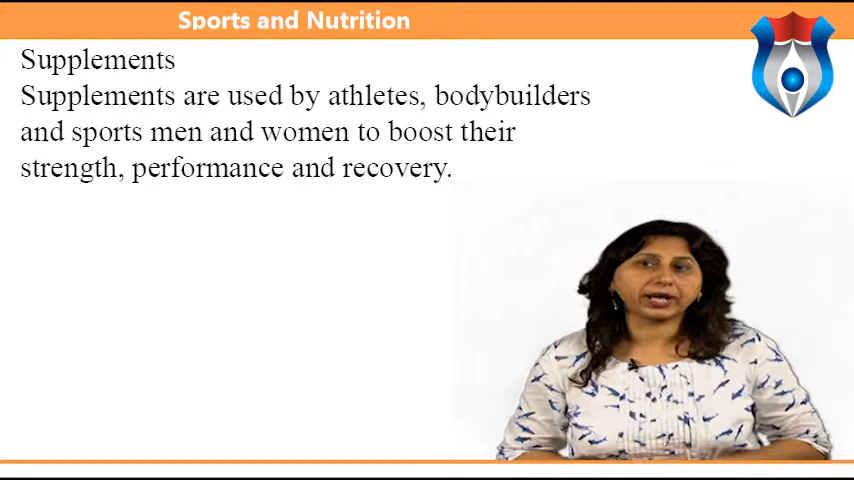 Sports and Nutrition
Supplements
Supplements are used by athletes, bodybuilders
and sports men and women to boost their
strength, performance and recovery.